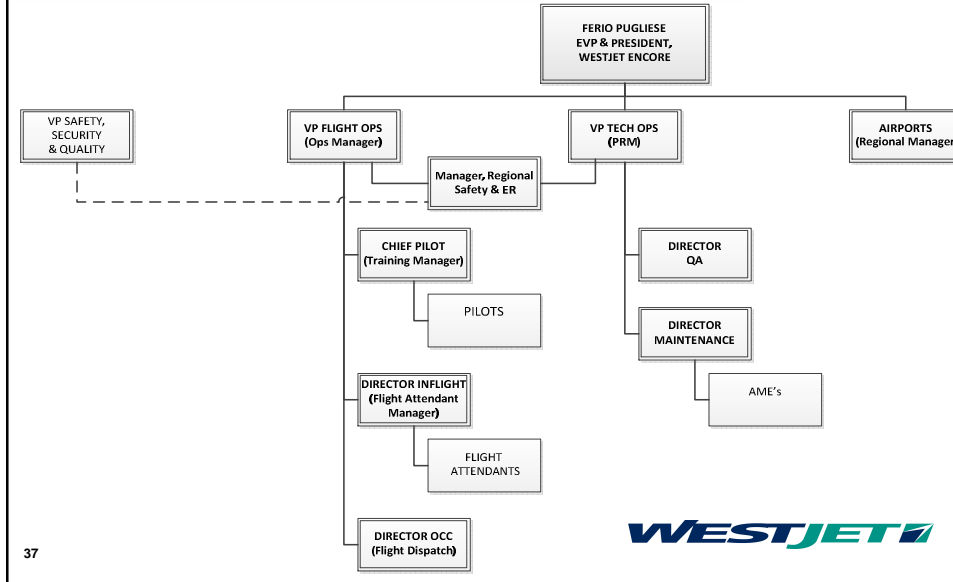 FERIO PUGLIESE
EVP & PRESIDENT,
WESTJET ENCORE
VP SAFETY,
SECURITY
& QUALITY
VP FLIGHT OPS
(Ops Manager)
VP TECH OPS
(PRM)
AIRPORTS
(Regional Manager
Manager, Regional
Safety & ER
CHIEF PILOT
(Training Manager)
DIRECTOR
QA
PILOTS
DIRECTOR
MAINTENANCE
DIRECTOR INFLIGHT
(Flight Attendant
Manager)
AME's
FLIGHT
ATTENDANTS
DIRECTOR OCC
(Flight Dispatch)
WESTJET
37